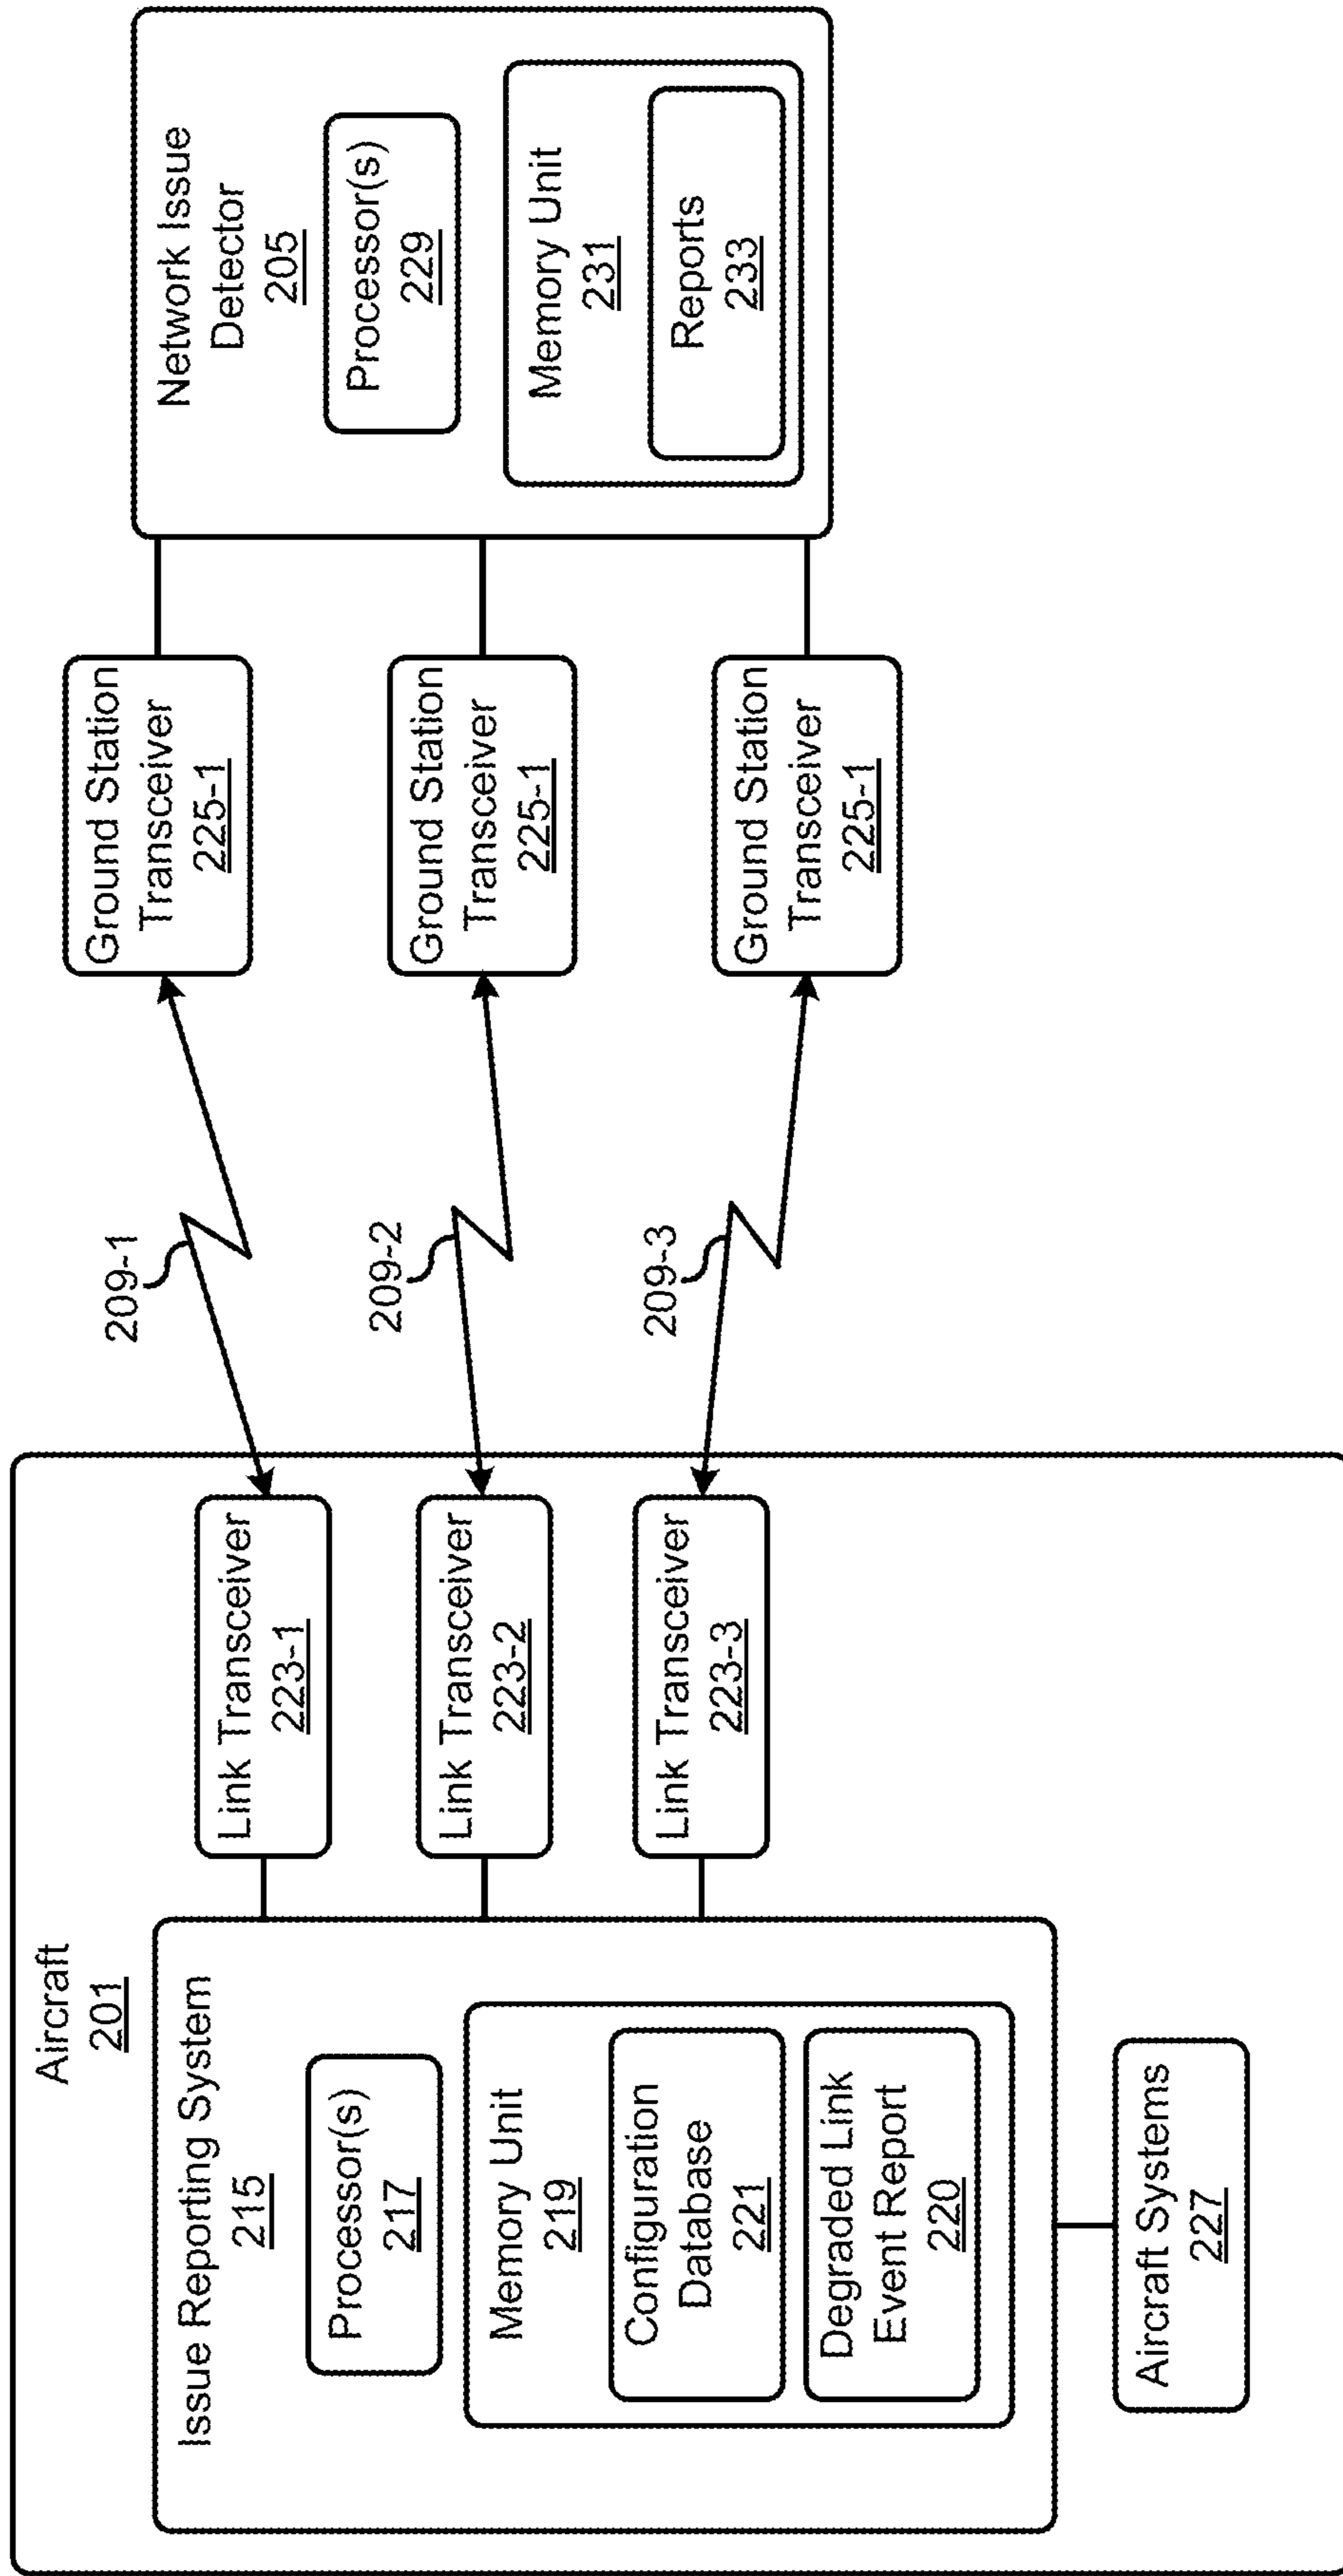 Aircraft
201
Issue Reporting System
215
Processor(s)
217
Memory Unit
219
Configuration
Database
221
Degraded Link
Event Report
220
Aircraft Systems
227
Link Transceiver
223-1
Link Transceiver
223-2
Link Transceiver
223-3
209-1
209-2
209-3
Ground Station
Transceiver
225-1
Ground Station
Transceiver
225-1
Ground Station
Transceiver
225-1
Network Issue
Detector
205
Processor(s)
229
Memory Unit
231
Reports
233